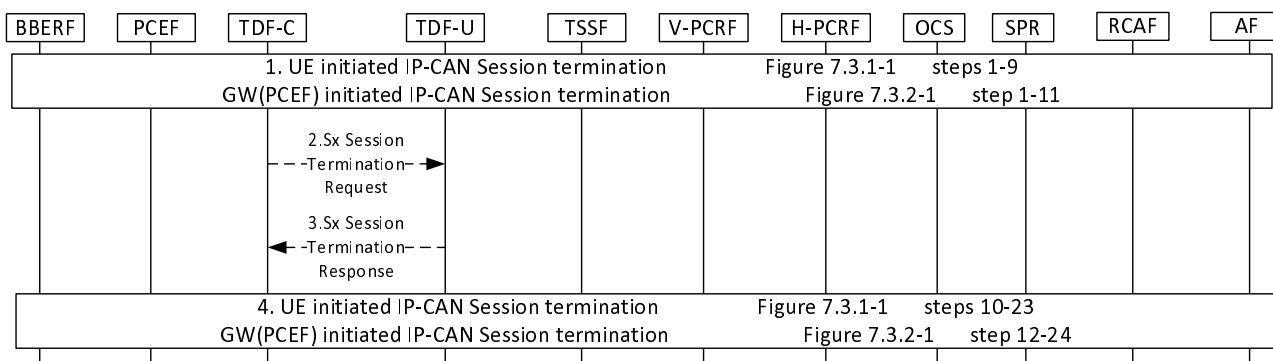 BBERF PCEF TDF-C TDF-U TSSF V-PCRF H-PCRF OCS SPR RCAF AF
1. UE initiated IP-CAN Session termination Figure 7.3.1-1 steps 1-9
GW(PCEF) initiated IP-CAN Session termination Figure 7.3.2-1 step 1-11
2.Sx Session
Termination
Request
3.Sx Session
Termination
Response
4. UE initiated IP-CAN Session termination Figure 7.3.1-1 steps 10-23
GW(PCEF) initiated IP-CAN Session termination Figure 7.3.2-1 step 12-24